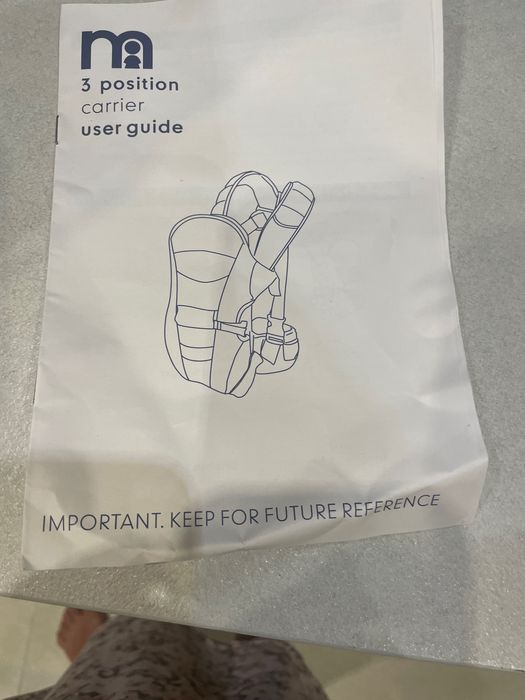 m
3 position
carrier
user guide
IMPORTANT. KEEP FOR FUTURE REFERENCE